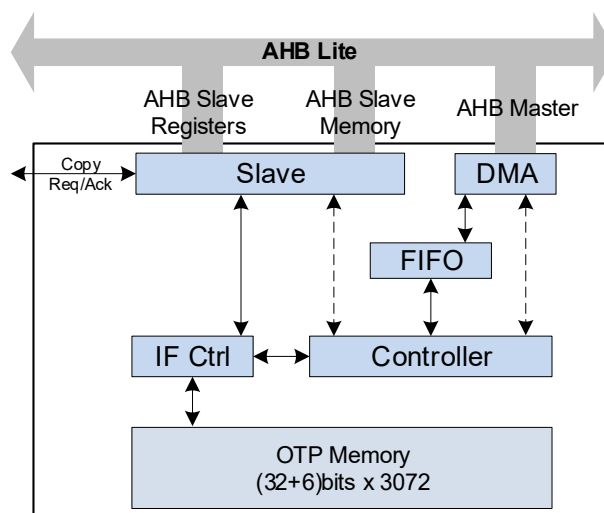 AHB Lite
AHB Slave
Registers
AHB Slave
Memory
AHB Master
Copy
Req/Ack
Slave
DMA
FIFO
IF Ctrl
Controller
OTP Memory
(32+6)bits x 3072